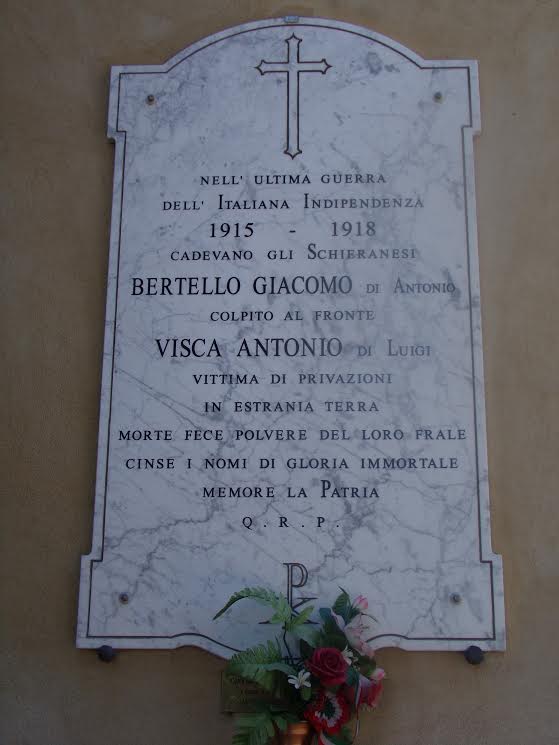 NELL' ULTIMA GUERRA
DELL' ITALIANA INDIPENDENZA
1915 - 1918
CADEVANO GLI SCHIERANESI
BERTELLO GIACOMO DI ANTONIO
COLPITO AL FRONTE
VISCA ANTONIO DI LUIGI
VITTIMA DI PRIVAZIONI
IN ESTRANIA TERRA
MORTE FECE POLVERE DEL LORO FRALE
CINSE I NOMI DI GLORIA IMMORTALE
MEMORE LA PATRIA
Q.R.P.